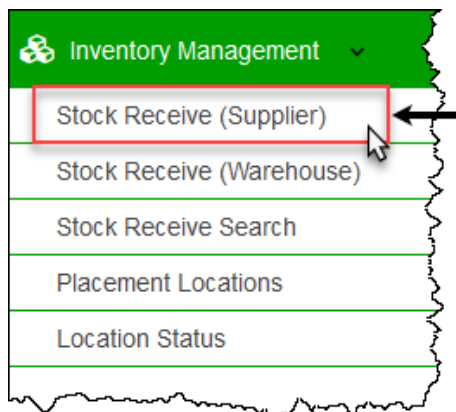 Inventory Management
Stock Receive (Supplier)
Stock Receive (Warehouse)
Stock Receive Search
Placement Locations
Location Status